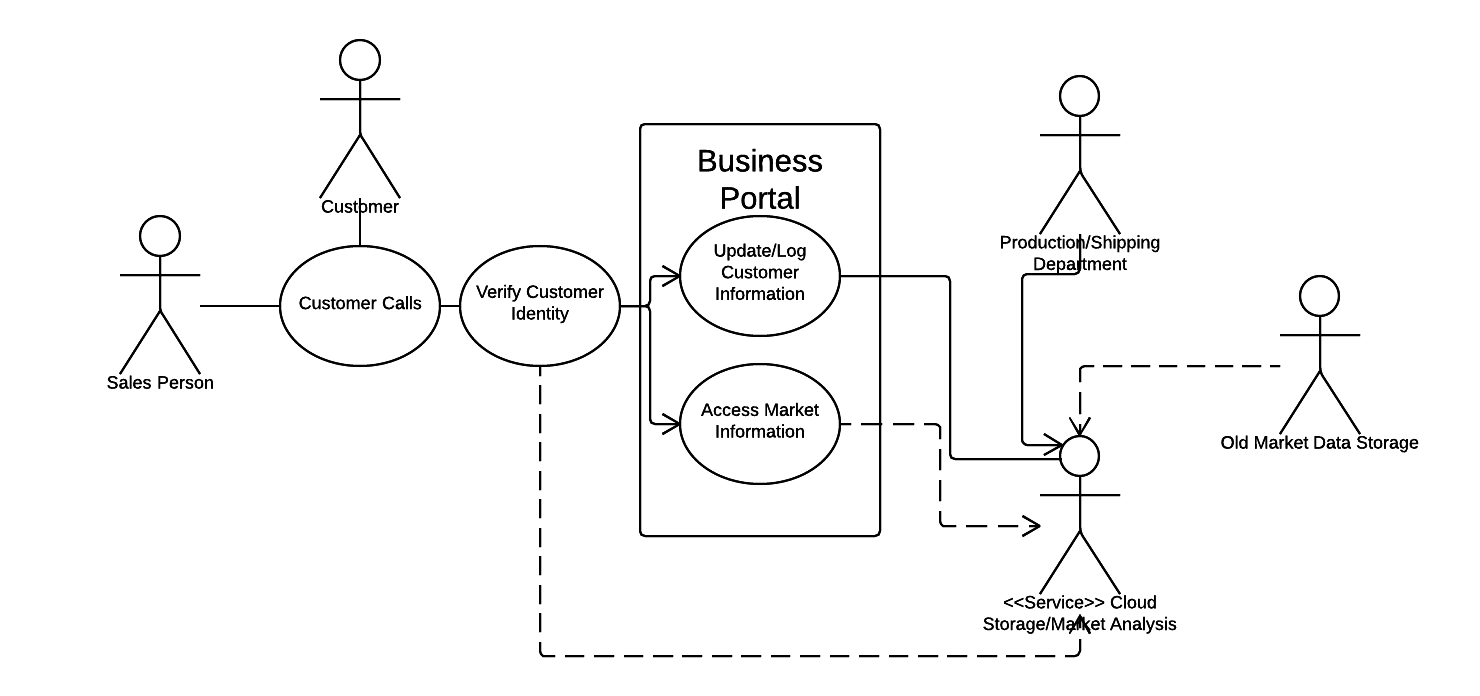 Customer
Sales Person
Customer Calls
Verify Customer
Identity
Business
Portal
Update/Log
Customer
Information
Access Market
Information
Production/Shipping
Department
Old Market Data Storage
<<Service>> Cloud
Storage/Market Analysis